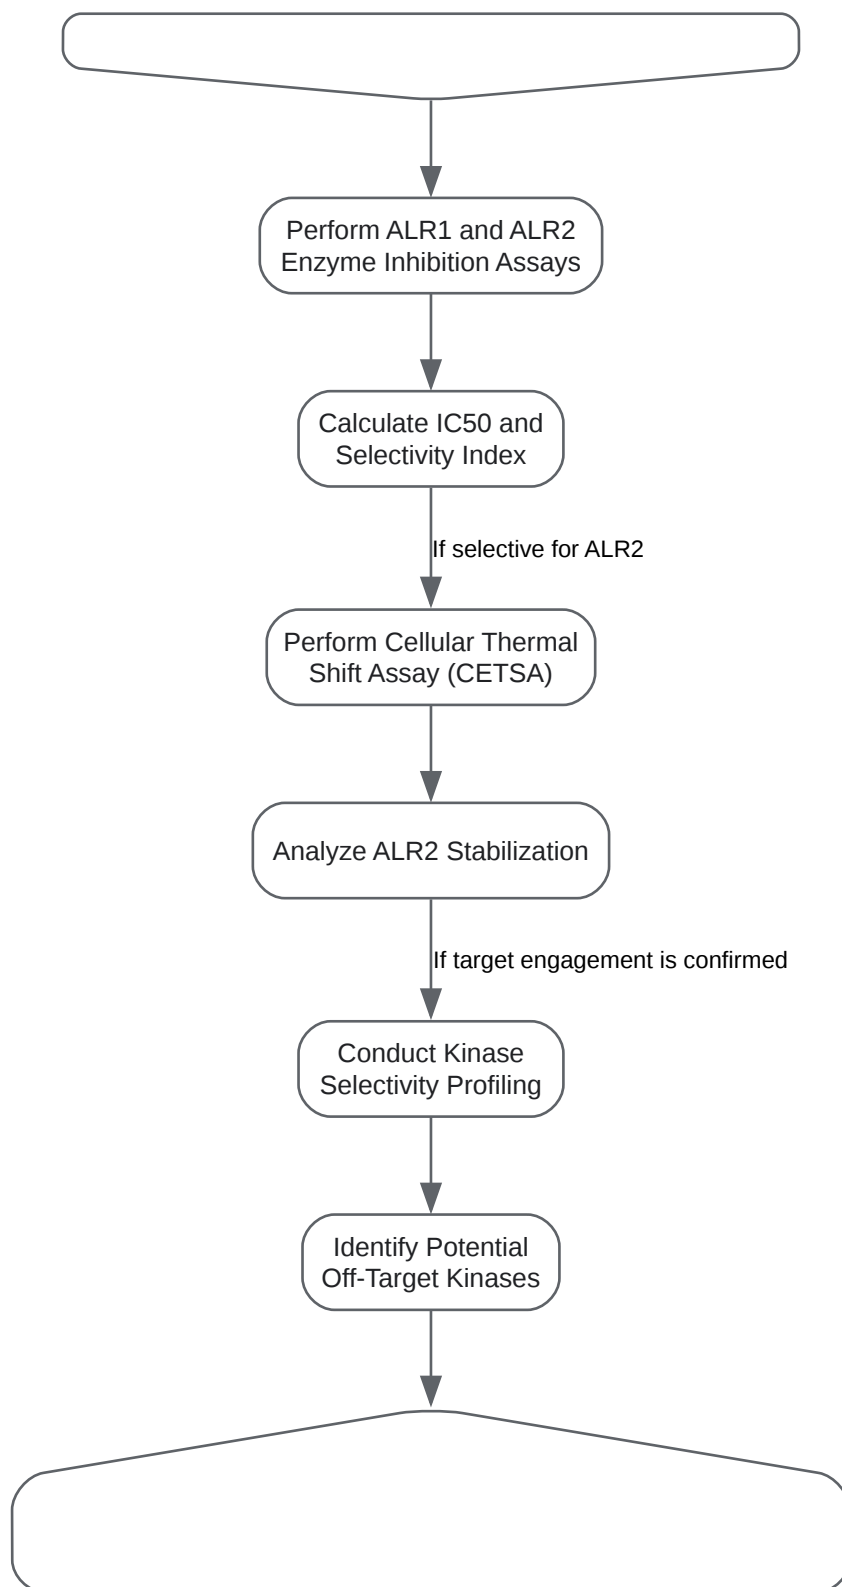 Perform ALR1 and ALR2
Enzyme Inhibition Assays
Calculate IC50 and
Selectivity Index
If selective for ALR2
Perform Cellular Thermal
Shift Assay (CETSA)
Analyze ALR2 Stabilization
If target engagement is confirmed
Conduct Kinase
Selectivity Profiling
Identify Potential
Off-Target Kinases